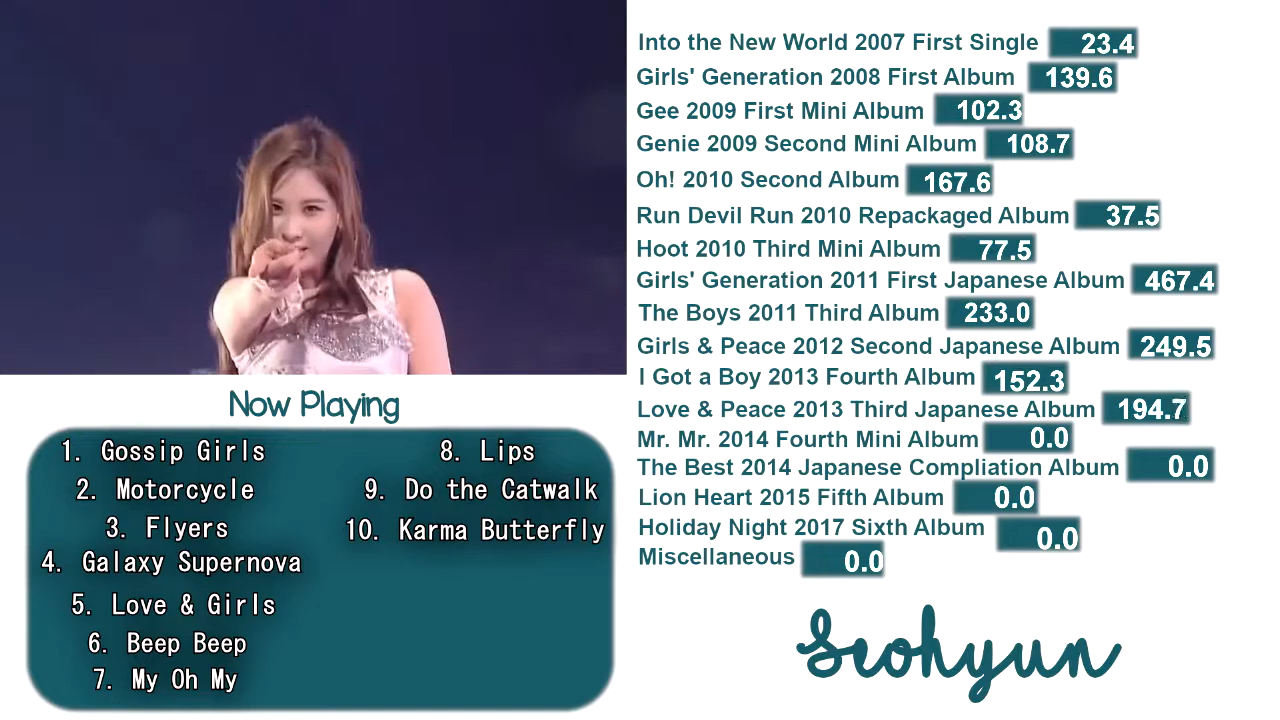 Into the New World 2007 First Single 23.4
Girls' Generation 2008 First Album 139.6
Gee 2009 First Mini Album 102.3
Genie 2009 Second Mini Album 108.7
Oh! 2010 Second Album 167.6
Run Devil Run 2010 Repackaged Album 37.5
Hoot 2010 Third Mini Album 77.5
Girls' Generation 2011 First Japanese Album 467.4
The Boys 2011 Third Album 233.0
Girls & Peace 2012 Second Japanese Album 249.5
I Got a Boy 2013 Fourth Album 152.3
Love & Peace 2013 Third Japanese Album 194.7
Mr. Mr. 2014 Fourth Mini Album 0.0
The Best 2014 Japanese Compliation Album 0.0
Lion Heart 2015 Fifth Album 0.0
Holiday Night 2017 Sixth Album 0.0
Miscellaneous 0.0
Now Playing
1. Gossip Girls
2. Motorcycle
3. Flyers
4. Galaxy Supernova
5. Love & Girls
6. Beep Beep
7. My Oh My
8. Lips
9. Do the Catwalk
10. Karma Butterfly
Seohyun